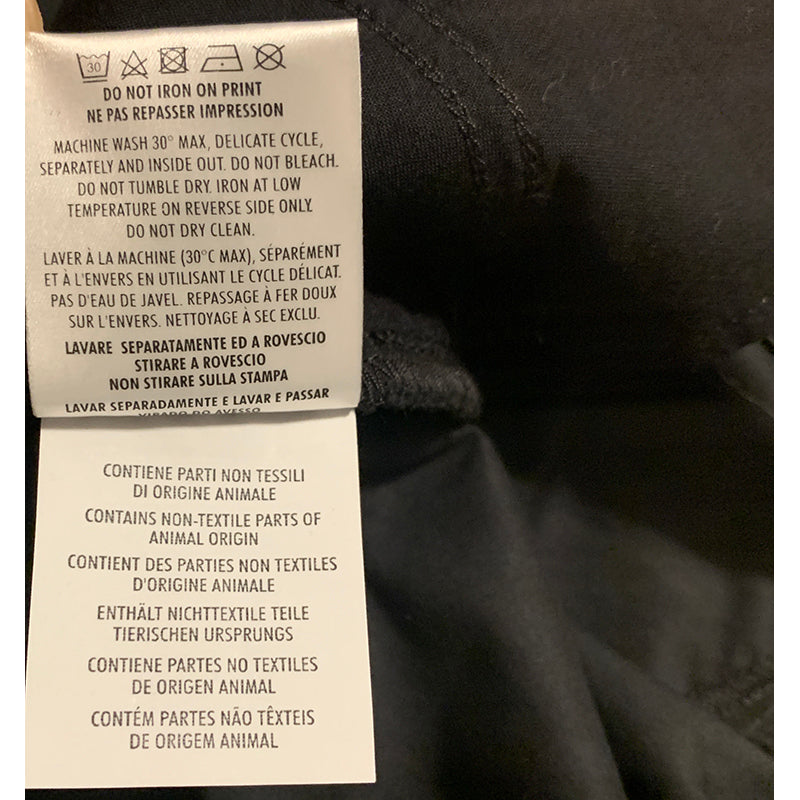 30
DO NOT IRON ON PRINT
NE PAS REPASSER IMPRESSION
MACHINE WASH 30° MAX, DELICATE CYCLE,
SEPARATELY AND INSIDE OUT. DO NOT BLEACH.
DO NOT TUMBLE DRY. IRON AT LOW
TEMPERATURE ON REVERSE SIDE ONLY.
DO NOT DRY CLEAN.
LAVER À LA MACHINE (30°C MAX), SÉPARÉMENT
ET À L'ENVERS EN UTILISANT LE CYCLE DÉLICAT.
PAS D'EAU DE JAVEL. REPASSAGE À FER DOUX
SUR L'ENVERS. NETTOYAGE À SEC EXCLU.
LAVARE SEPARATAMENTE ED A ROVESCIO
STIRARE A ROVESCIO
NON STIRARE SULLA STAMPA
LAVAR SEPARADAMENTE E LAVAR E PASSAR
VIRADO DO AVESSO
CONTIENE PARTI NON TESSILI
DI ORIGINE ANIMALE
CONTAINS NON-TEXTILE PARTS OF
ANIMAL ORIGIN
CONTIENT DES PARTIES NON TEXTILES
D'ORIGINE ANIMALE
ENTHÄLT NICHTTEXTILE TEILE
TIERISCHEN URSPRUNGS
CONTIENE PARTES NO TEXTILES
DE ORIGEN ANIMAL
CONTÉM PARTES NÃO TÊXTEIS
DE ORIGEM ANIMAL